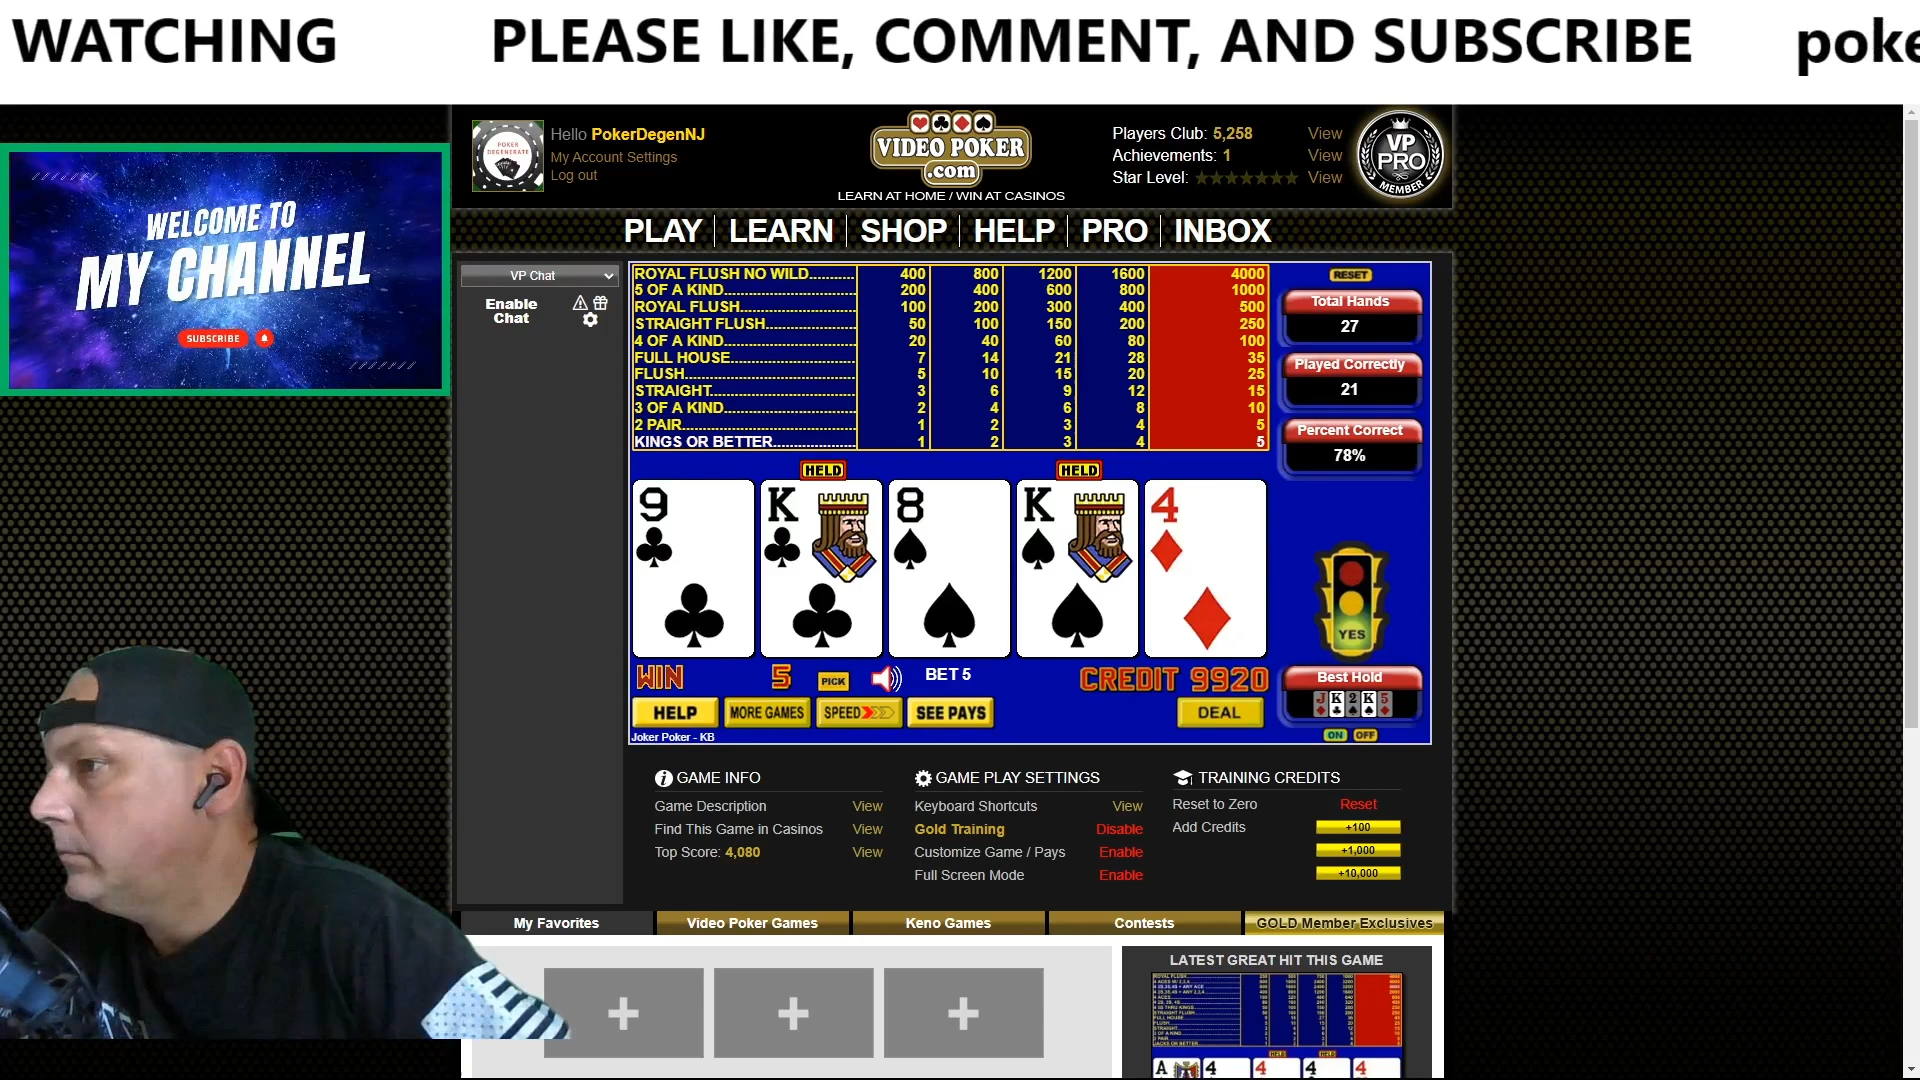 WATCHING PLEASE LIKE, COMMENT, AND SUBSCRIBE poke
Hello PokerDegenNJ
My Account Settings
Log out
POKER
DEGENERATE
VIDEO POKER
.com
LEARN AT HOME / WIN AT CASINOS
Players Club: 5,258 View
Achievements: 1 View
Star Level: View
VP
PRO
MEMBER
PLAY LEARN SHOP HELP PRO INBOX
WELCOME TO
MY CHANNEL
SUBSCRIBE
VP Chat
Enable
Chat
ROYAL FLUSH NO WILD........... 400 800 1200 1600 4000
5 OF A KIND 200 400 600 800 1000
ROYAL FLUSH 100 200 300 400 500
STRAIGHT FLUSH 50 100 150 200 250
4 OF A KIND 20 40 60 80 100
FULL HOUSE 7 14 21 28 35
FLUSH 5 10 15 20 25
STRAIGHT 3 6 9 12 15
3 OF A KIND 2 4 6 8 10
2 PAIR 1 2 3 4 5
KINGS OR BETTER 1 2 3 4 5
RESET
Total Hands
27
Played Correctly
21
Percent Correct
78%
HELD HELD
9 K 8 K 4
YES
WIN 5 PICK BET 5 CREDIT 9920
HELP MORE GAMES SPEED SEE PAYS DEAL
Joker Poker - KB
Best Hold
J K 2 K 5
ON OFF
GAME INFO
Game Description View
Find This Game in Casinos View
Top Score: 4,080 View
GAME PLAY SETTINGS
Keyboard Shortcuts View
Gold Training Disable
Customize Game / Pays Enable
Full Screen Mode Enable
TRAINING CREDITS
Reset to Zero Reset
Add Credits +100
+1,000
+10,000
My Favorites Video Poker Games Keno Games Contests GOLD Member Exclusives
LATEST GREAT HIT THIS GAME
A 4 4 4 4